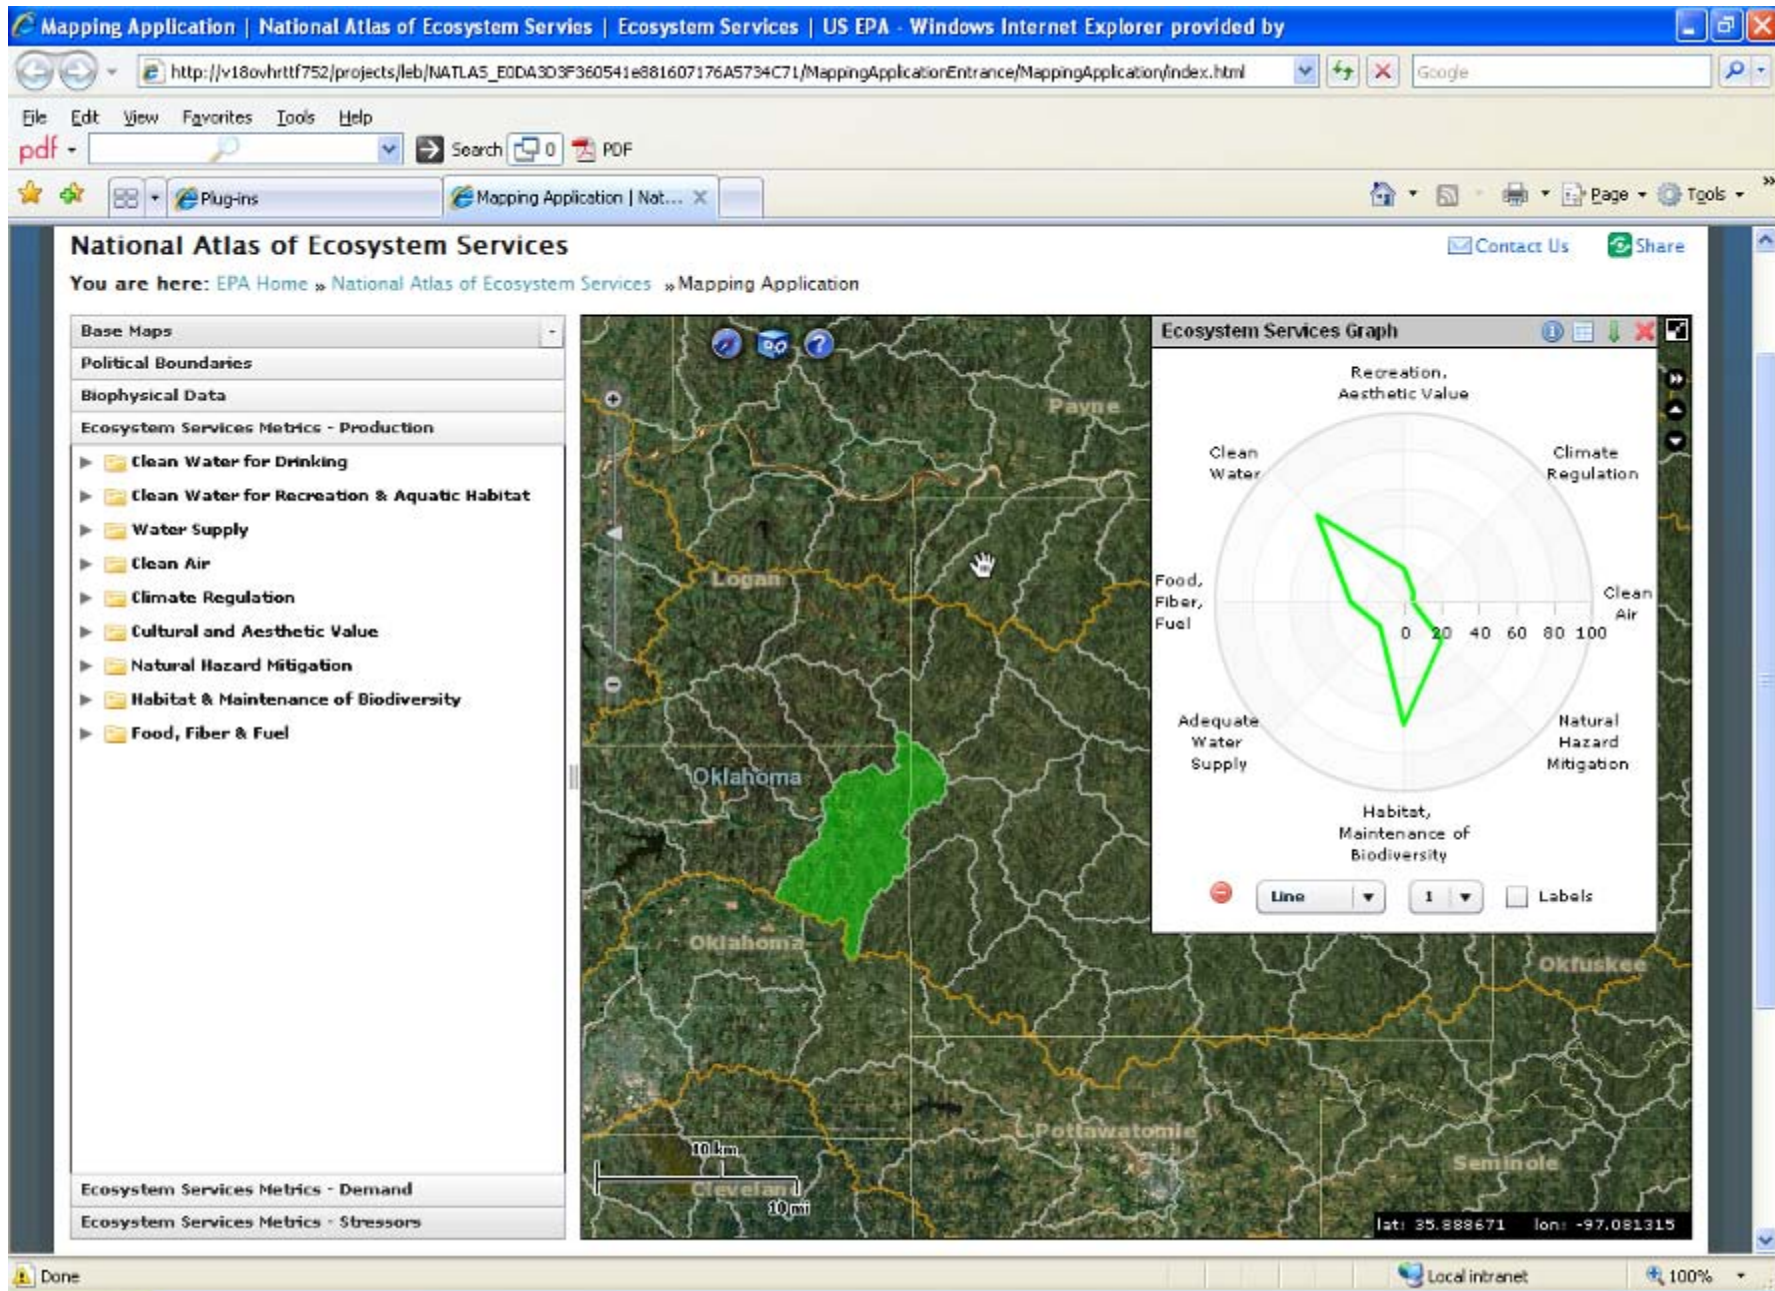 Mapping Application | National Atlas of Ecosystem Servies | Ecosystem Services | US EPA - Windows Internet Explorer provided by
http://v18ovhrttf752/projects/leb/NATLAS_E0DA3D3F360541e881607176A5734C71/MappingApplicationEntrance/MappingApplication/index.html
Google
File Edit View Favorites Tools Help
pdf Search 0 PDF
Plug-ins
Mapping Application | Nat...
Page Tools
National Atlas of Ecosystem Services
Contact Us Share
You are here: EPA Home » National Atlas of Ecosystem Services » Mapping Application
Base Maps -
Political Boundaries
Biophysical Data
Ecosystem Services Metrics - Production
Clean Water for Drinking
Clean Water for Recreation & Aquatic Habitat
Water Supply
Clean Air
Climate Regulation
Cultural and Aesthetic Value
Natural Hazard Mitigation
Habitat & Maintenance of Biodiversity
Food, Fiber & Fuel
Ecosystem Services Metrics - Demand
Ecosystem Services Metrics - Stressors
Payne
Logan
Oklahoma
Oklahoma
Okfuskee
Pottawatomie
Seminole
Cleveland
10 km
10 mi
lat: 35.888671 lon: -97.081315
Ecosystem Services Graph
Recreation,
Aesthetic Value
Clean
Water
Climate
Regulation
Food,
Fiber,
Fuel
Clean
Air
0 20 40 60 80 100
Adequate
Water
Supply
Natural
Hazard
Mitigation
Habitat,
Maintenance of
Biodiversity
Line 1 Labels
Done
Local intranet
100%